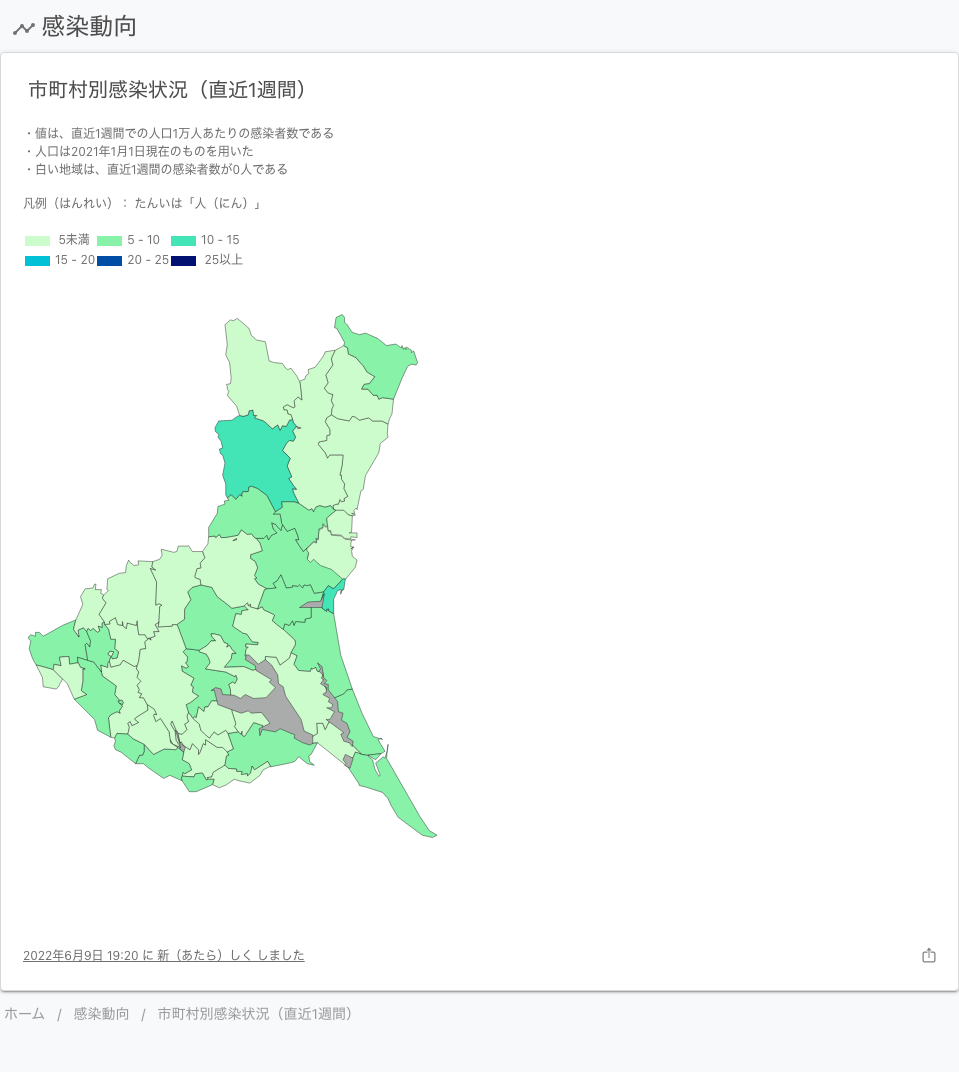 感染動向
市町村別感染状況（直近1週間）
・値は、直近1週間での人口1万人あたりの感染者数である
・人口は2021年1月1日現在のものを用いた
・白い地域は、直近1週間の感染者数が0人である
凡例（はんれい）： たんいは「人（にん）」
5未満 5 - 10 10 - 15
15 - 20 20 - 25 25以上
2022年6月9日 19:20 に 新（あたら）しく しました
ホーム / 感染動向 / 市町村別感染状況（直近1週間）